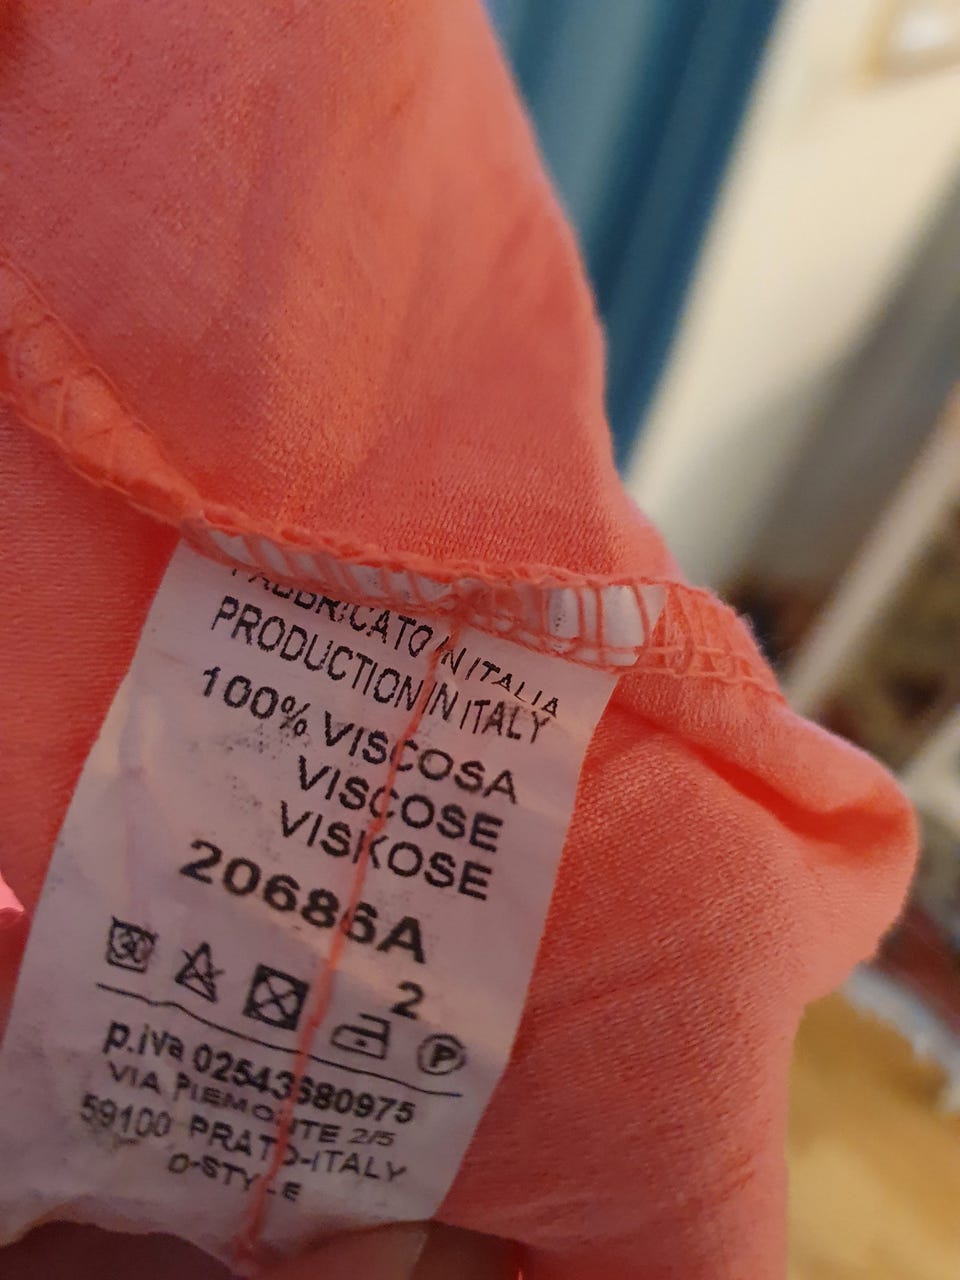 FABBRICATO IN ITALIA
PRODUCTION IN ITALY
100% VISCOSA
VISCOSE
VISKOSE
20686A
30 2 P
p.iva 02543680975
VIA PIEMONTE 2/5
59100 PRATO-ITALY
D-STYLE